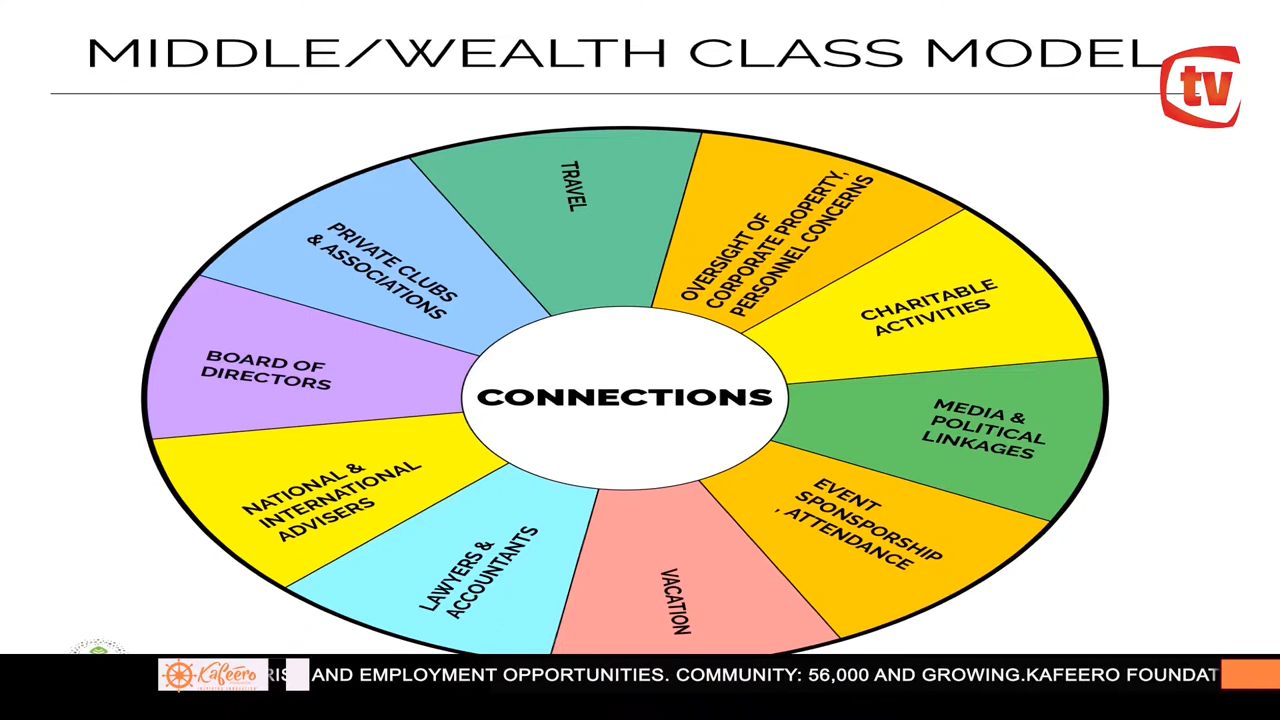 MIDDLE/WEALTH CLASS MODEL
tv
TRAVEL
OVERSIGHT OF
CORPORATE PROPERTY,
PERSONNEL CONCERNS
CHARITABLE
ACTIVITIES
MEDIA &
POLITICAL
LINKAGES
EVENT
SPONSPORSHIP
, ATTENDANCE
VACATION
LAWYERS &
ACCOUNTANTS
NATIONAL &
INTERNATIONAL
ADVISERS
BOARD OF
DIRECTORS
PRIVATE CLUBS
& ASSOCIATIONS
CONNECTIONS
Kafeero
AND EMPLOYMENT OPPORTUNITIES. COMMUNITY: 56,000 AND GROWING.KAFEERO FOUNDAT